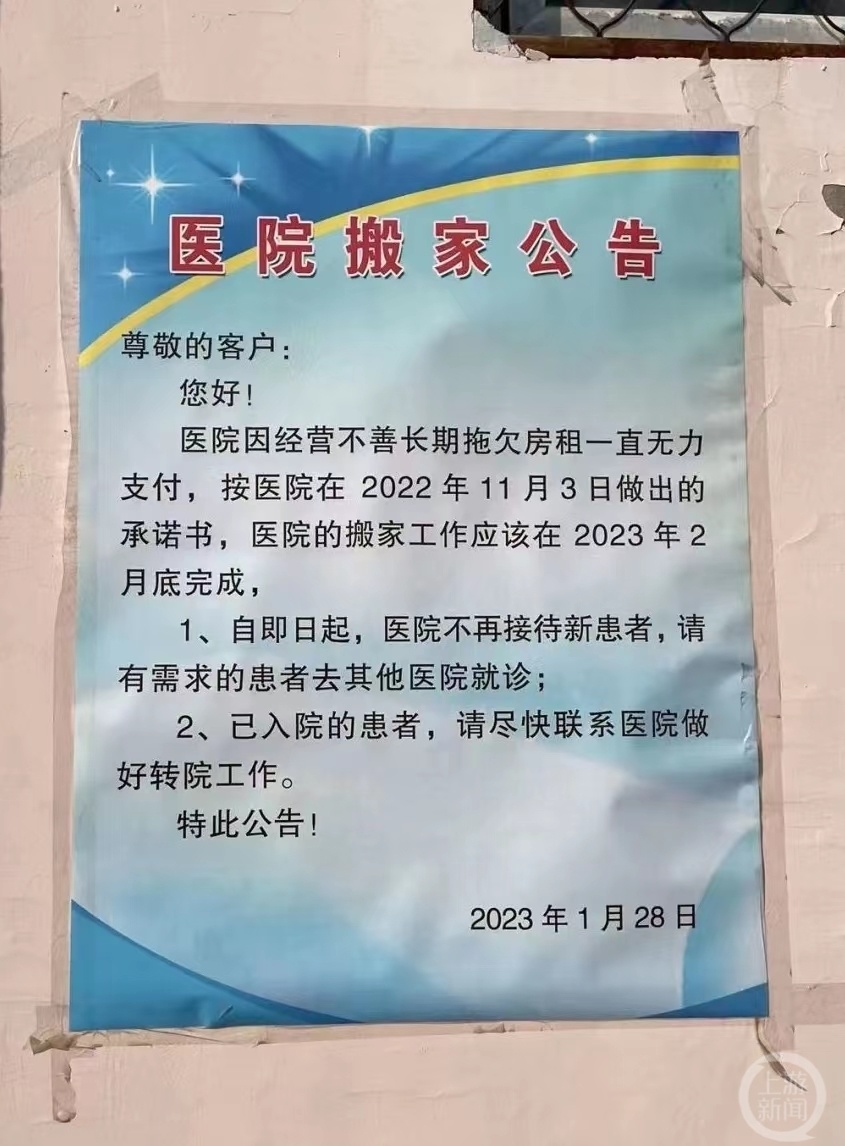 医院搬家公告
尊敬的客户:
您好!
医院因经营不善长期拖欠房租一直无力
支付，按医院在 2022 年 11 月 3 日做出的
承诺书，医院的搬家工作应该在 2023 年 2
月底完成，
1、自即日起，医院不再接待新患者，请
有需求的患者去其他医院就诊；
2、已入院的患者，请尽快联系医院做
好转院工作。
特此公告!
2023 年 1 月 28 日
上游
新闻